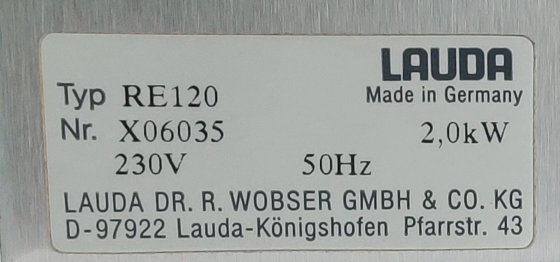 LAUDA
Typ RE120 Made in Germany
Nr. X06035 2,0kW
230V 50Hz
LAUDA DR. R. WOBSER GMBH & CO. KG
D-97922 Lauda-Königshofen Pfarrstr. 43